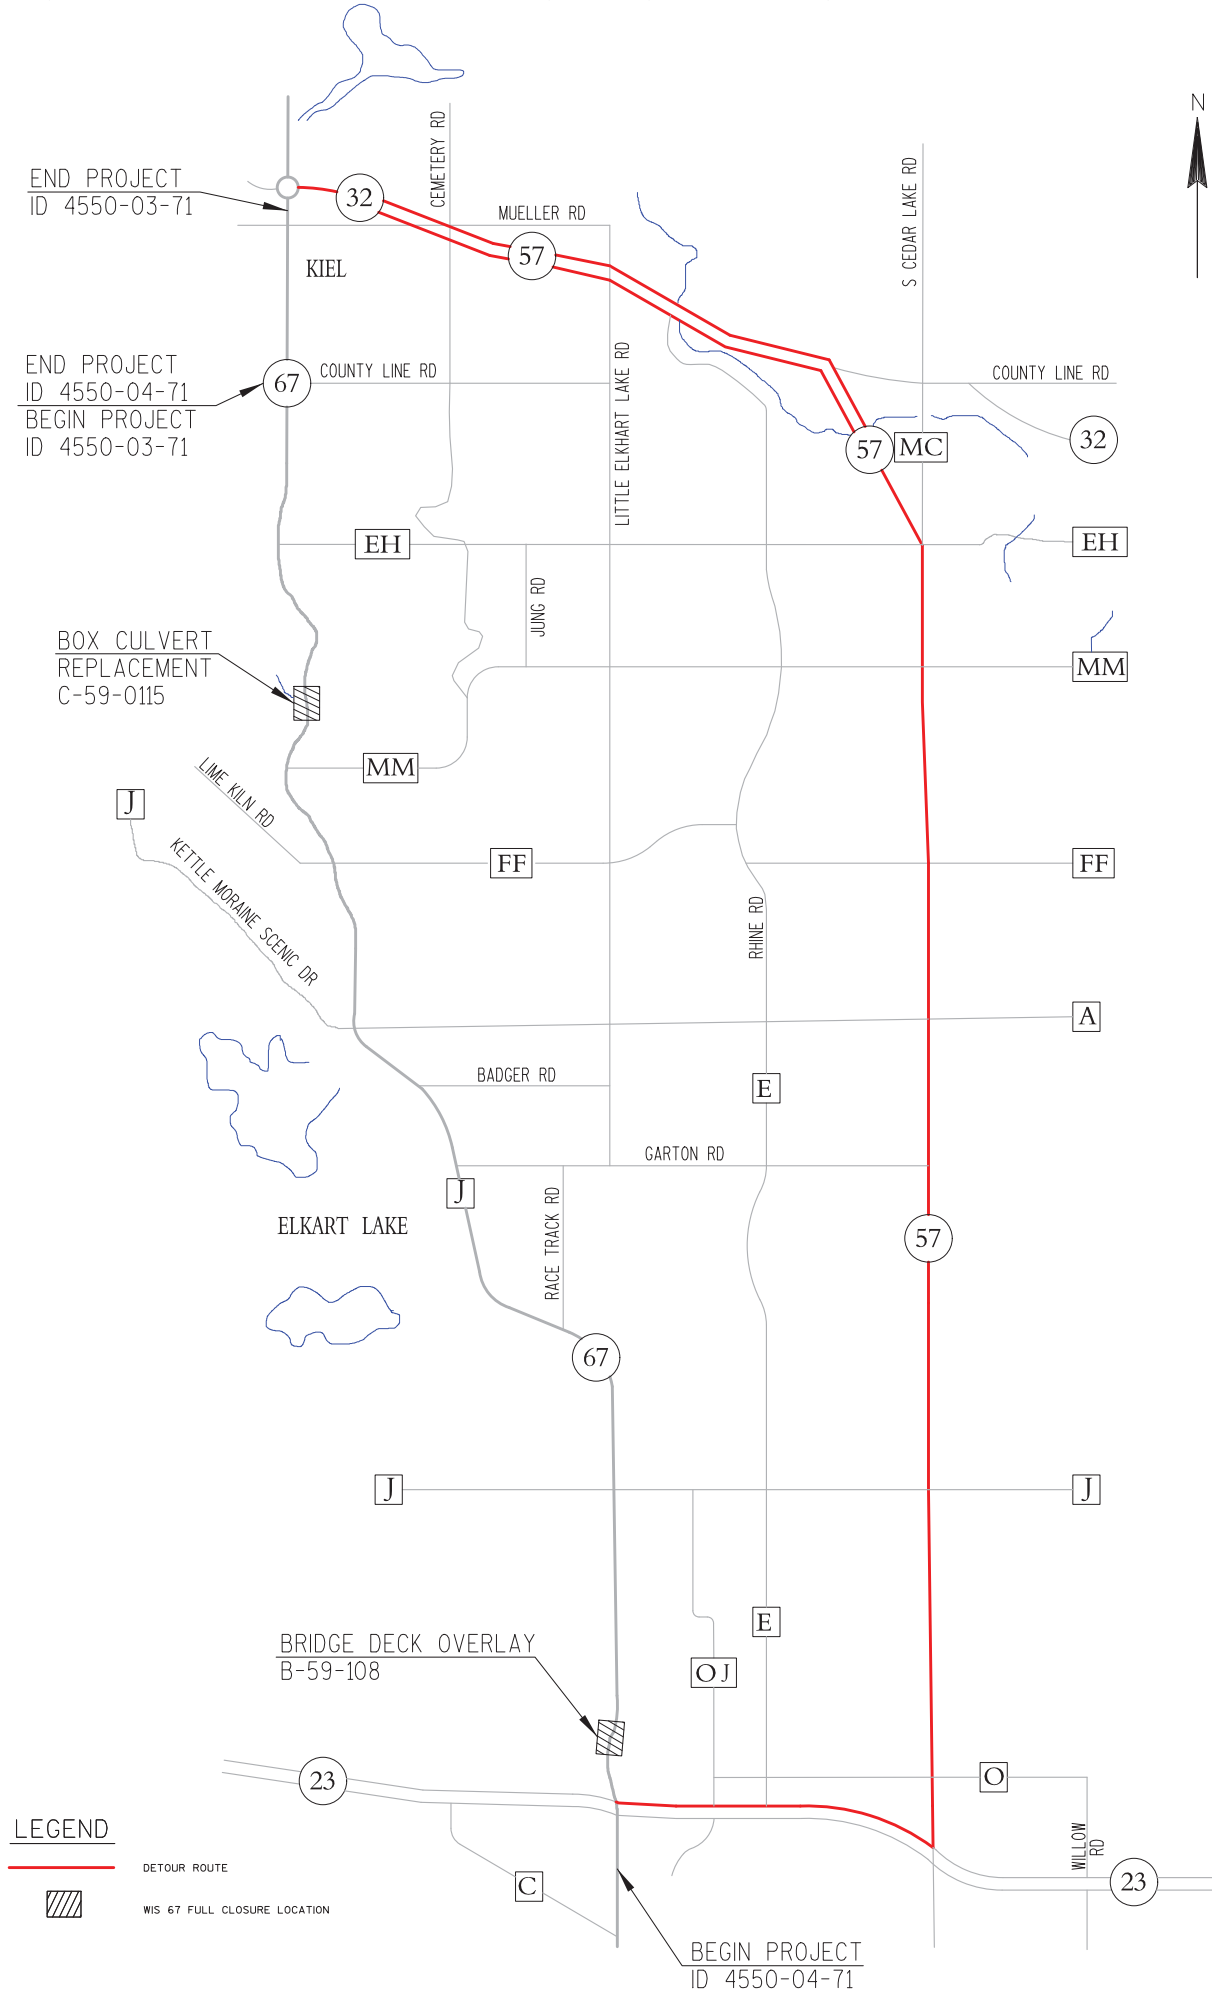 N
CEMETERY RD
S CEDAR LAKE RD
END PROJECT
ID 4550-03-71
32
MUELLER RD
57
KIEL
END PROJECT
ID 4550-04-71
BEGIN PROJECT
ID 4550-03-71
67
COUNTY LINE RD
LITTLE ELKHART LAKE RD
COUNTY LINE RD
32
57
MC
EH
EH
JUNG RD
BOX CULVERT
REPLACEMENT
C-59-0115
MM
MM
LIME KILN RD
J
KETTLE MORAINE SCENIC DR
FF
FF
RHINE RD
A
BADGER RD
E
GARTON RD
J
RACE TRACK RD
ELKART LAKE
57
67
J
J
E
BRIDGE DECK OVERLAY
B-59-108
OJ
23
O
WILLOW
RD
23
C
LEGEND
DETOUR ROUTE
WIS 67 FULL CLOSURE LOCATION
BEGIN PROJECT
ID 4550-04-71